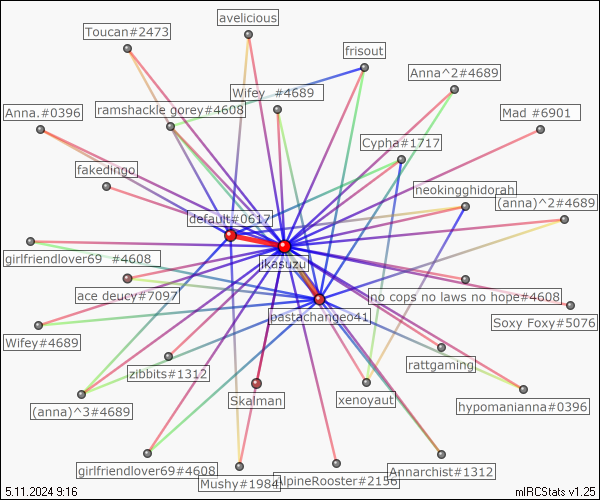 avelicious
Toucan#2473
frisout
Anna^2#4689
Wifey #4689
Anna.#0396
ramshackle gorey#4608
Mad #6901
Cypha#1717
fakedingo
neokingghidorah
(anna)^2#4689
default#0617
girlfriendlover69 #4608
jkasuzu
ace deucy#7097
no cops no laws no hope#4608
pastachangeo41
Soxy Foxy#5076
Wifey#4689
rattgaming
zibbits#1312
Skalman
xenoyaut
hypomanianna#0396
(anna)^3#4689
girlfriendlover69#4608
Mushy#1984
AlpineRooster#2156
Annarchist#1312
5.11.2024 9:16
mIRCStats v1.25